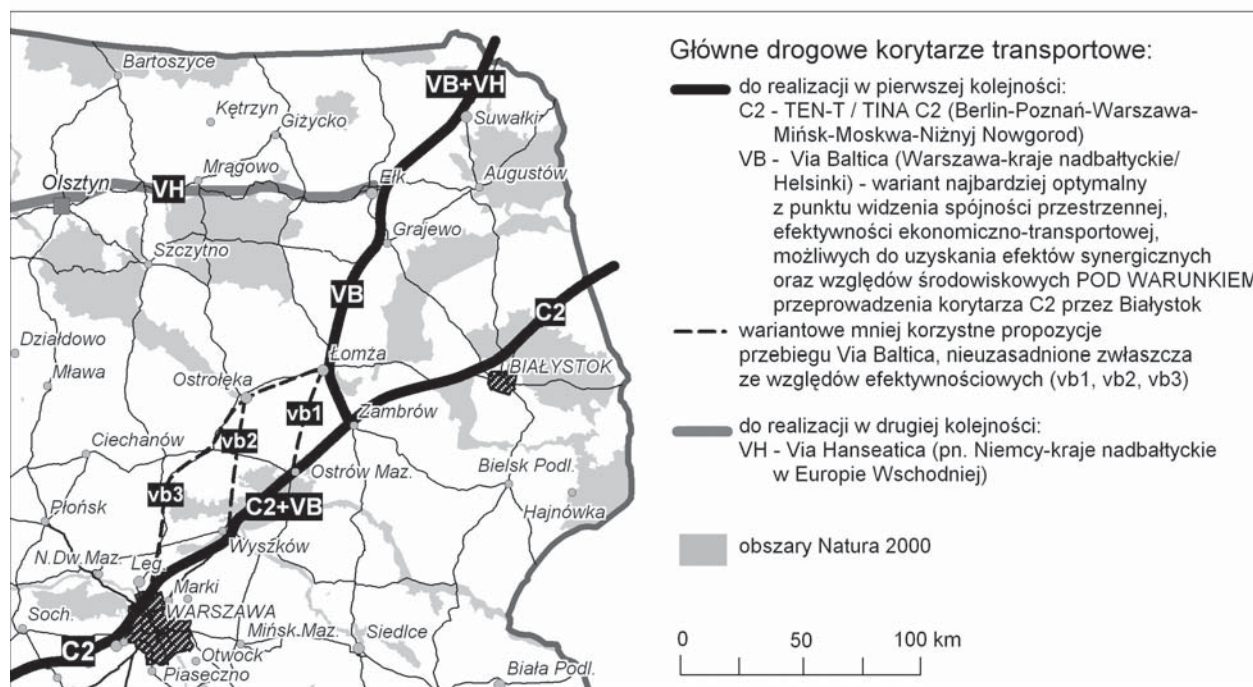 Bartoszyce
Kętrzyn
Giżycko
VB+VH
Suwałki
Mrągowo
Olsztyn
VH
Ełk
Augustów
Szczytno
Grajewo
VB
C2
Działdowo
Mława
Ostrołęka
Łomża
BIAŁYSTOK
vb1
Zambrów
vb2
Ciechanów
Ostrów Maz.
Bielsk Podl.
vb3
C2+VB
Płońsk
Hajnówka
Wyszków
N.Dw.Maz.
Leg.
Marki
Soch.
WARSZAWA
C2
Mińsk.Maz.
Siedlce
Otwock
Piaseczno
Biała Podl.
Główne drogowe korytarze transportowe:
do realizacji w pierwszej kolejności:
C2 - TEN-T / TINA C2 (Berlin-Poznań-Warszawa-
Mińsk-Moskwa-Niżnyj Nowgorod)
VB - Via Baltica (Warszawa-kraje nadbałtyckie/
Helsinki) - wariant najbardziej optymalny
z punktu widzenia spójności przestrzennej,
efektywności ekonomiczno-transportowej,
możliwych do uzyskania efektów synergicznych
oraz względów środowiskowych POD WARUNKIEM
przeprowadzenia korytarza C2 przez Białystok
wariantowe mniej korzystne propozycje
przebiegu Via Baltica, nieuzasadnione zwłaszcza
ze względów efektywnościowych (vb1, vb2, vb3)
do realizacji w drugiej kolejności:
VH - Via Hanseatica (pn. Niemcy-kraje nadbałtyckie
w Europie Wschodniej)
obszary Natura 2000
0 50 100 km